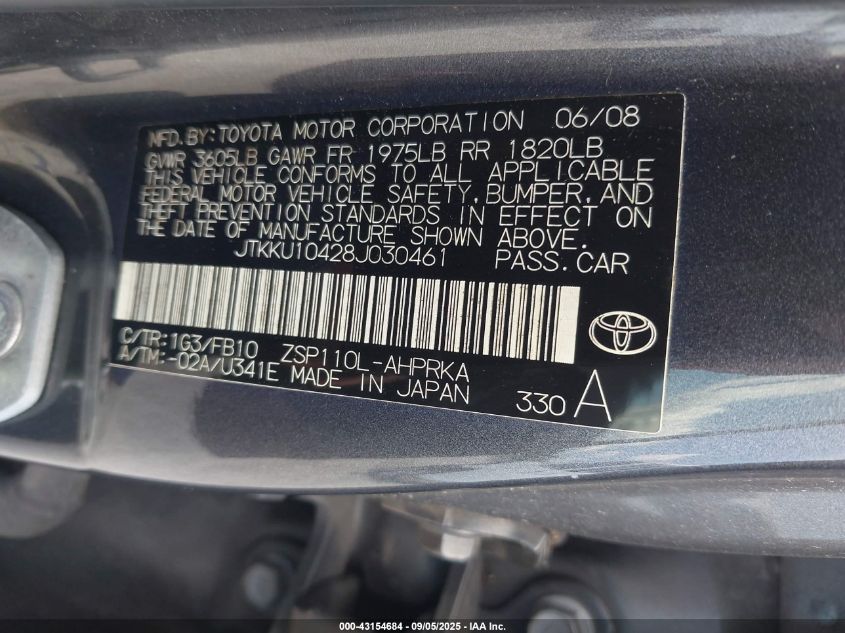 MFD.BY:TOYOTA MOTOR CORPORATION 06/08
GVWR 3605LB GAWR FR 1975LB RR 1820LB
THIS VEHICLE CONFORMS TO ALL APPLICABLE
FEDERAL MOTOR VEHICLE SAFETY,BUMPER,AND
THEFT PREVENTION STANDARDS IN EFFECT ON
THE DATE OF MANUFACTURE SHOWN ABOVE.
JTKKU10428J030461 PASS.CAR
C/TR:1G3/FB10 ZSP110L-AHPRKA
A/TM:-02A/U341E MADE IN JAPAN 330 A
000-43154684 - 09/05/2025 - IAA Inc.